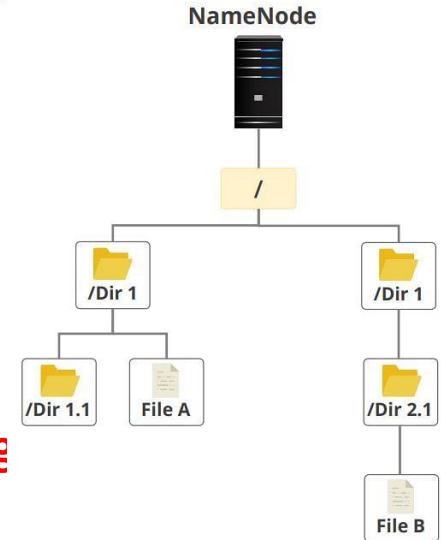 NameNode
/
/Dir 1
/Dir 1
/Dir 1.1
File A
/Dir 2.1
File B